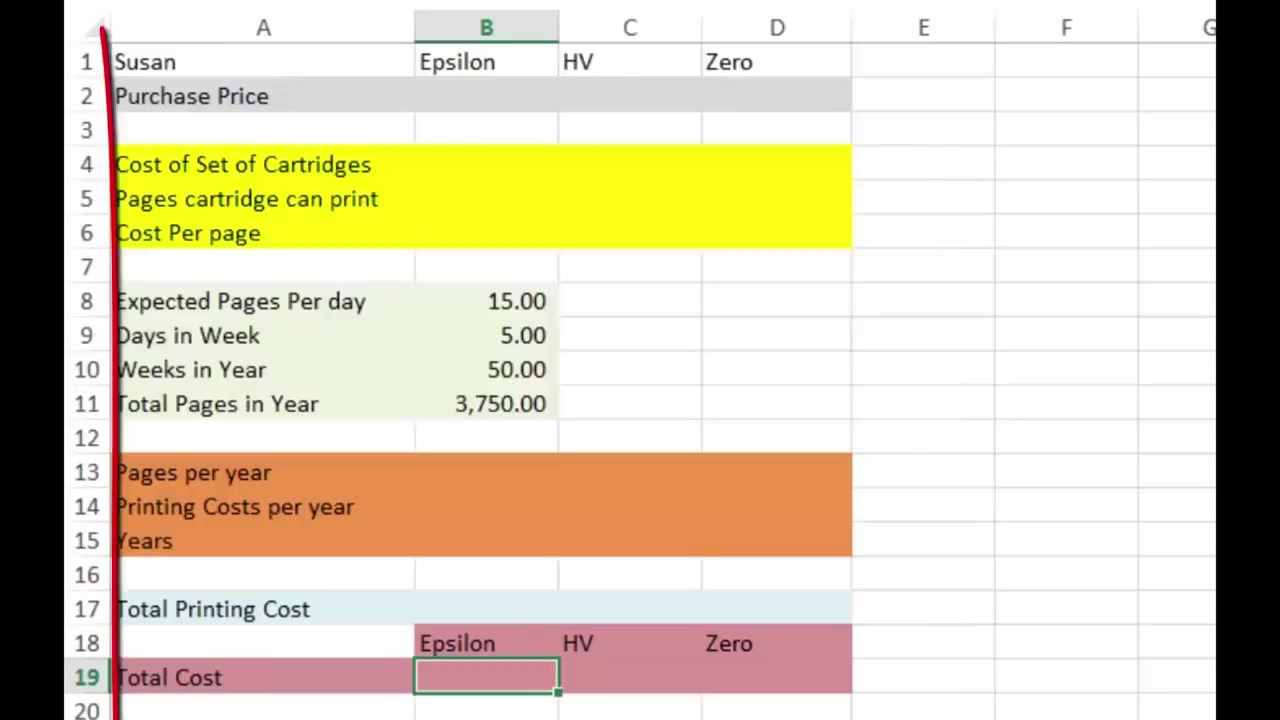 A B C D E F G
1 Susan Epsilon HV Zero
2 Purchase Price
3
4 Cost of Set of Cartridges
5 Pages cartridge can print
6 Cost Per page
7
8 Expected Pages Per day 15.00
9 Days in Week 5.00
10 Weeks in Year 50.00
11 Total Pages in Year 3,750.00
12
13 Pages per year
14 Printing Costs per year
15 Years
16
17 Total Printing Cost
18 Epsilon HV Zero
19 Total Cost
20